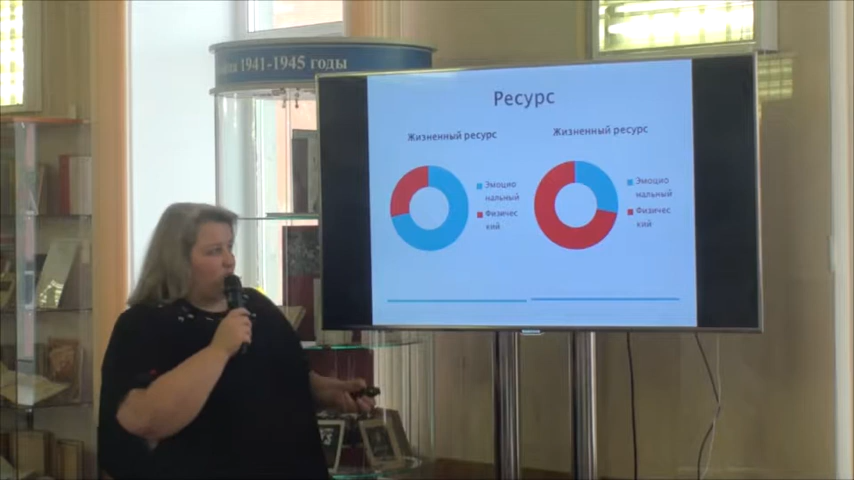 1941-1945 годы
Ресурс
Жизненный ресурс
Эмоцио
нальный
Физичес
кий
Жизненный ресурс
Эмоцио
нальный
Физичес
кий